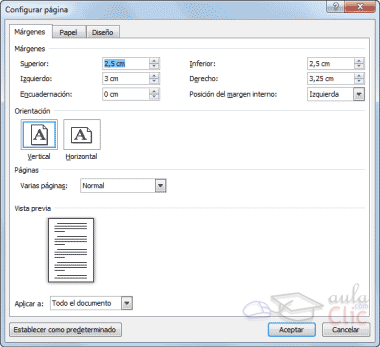 Configurar página
Márgenes Papel Diseño
Márgenes
Superior: 2,5 cm Inferior: 2,5 cm
Izquierdo: 3 cm Derecho: 3,25 cm
Encuadernación: 0 cm Posición del margen interno: Izquierda
Orientación
A A
Vertical Horizontal
Páginas
Varias páginas: Normal
Vista previa
Aplicar a: Todo el documento
aula
Clic
.com
Establecer como predeterminado Aceptar Cancelar